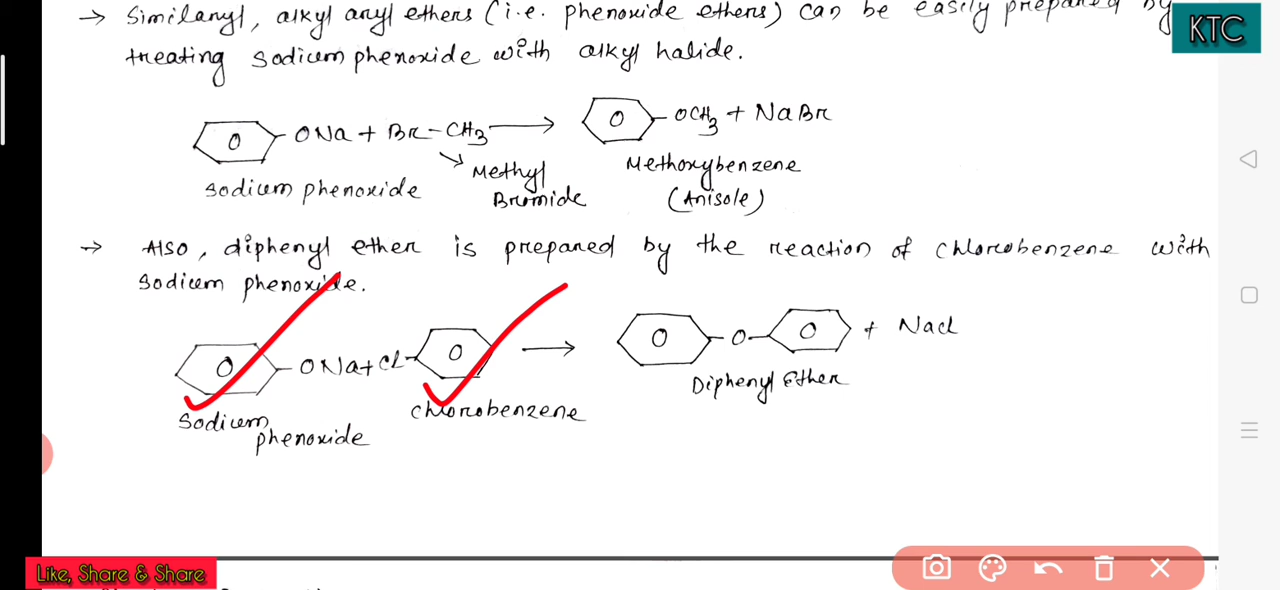 → Similarly, alkyl aryl ethers (i.e. phenoxide ethers) can be easily prepared by
KTC
treating sodium phenoxide with alkyl halide.
ONa + Br-CH3 → OCH3 + NaBr
Methyl Bromide
Sodium phenoxide
Methoxybenzene
(Anisole)
→ Also, diphenyl ether is prepared by the reaction of chlorobenzene with
sodium phenoxide.
ONa + Cl- → -O- + NaCl
Sodium phenoxide
chlorobenzene
Diphenyl Ether
Like, Share & Share